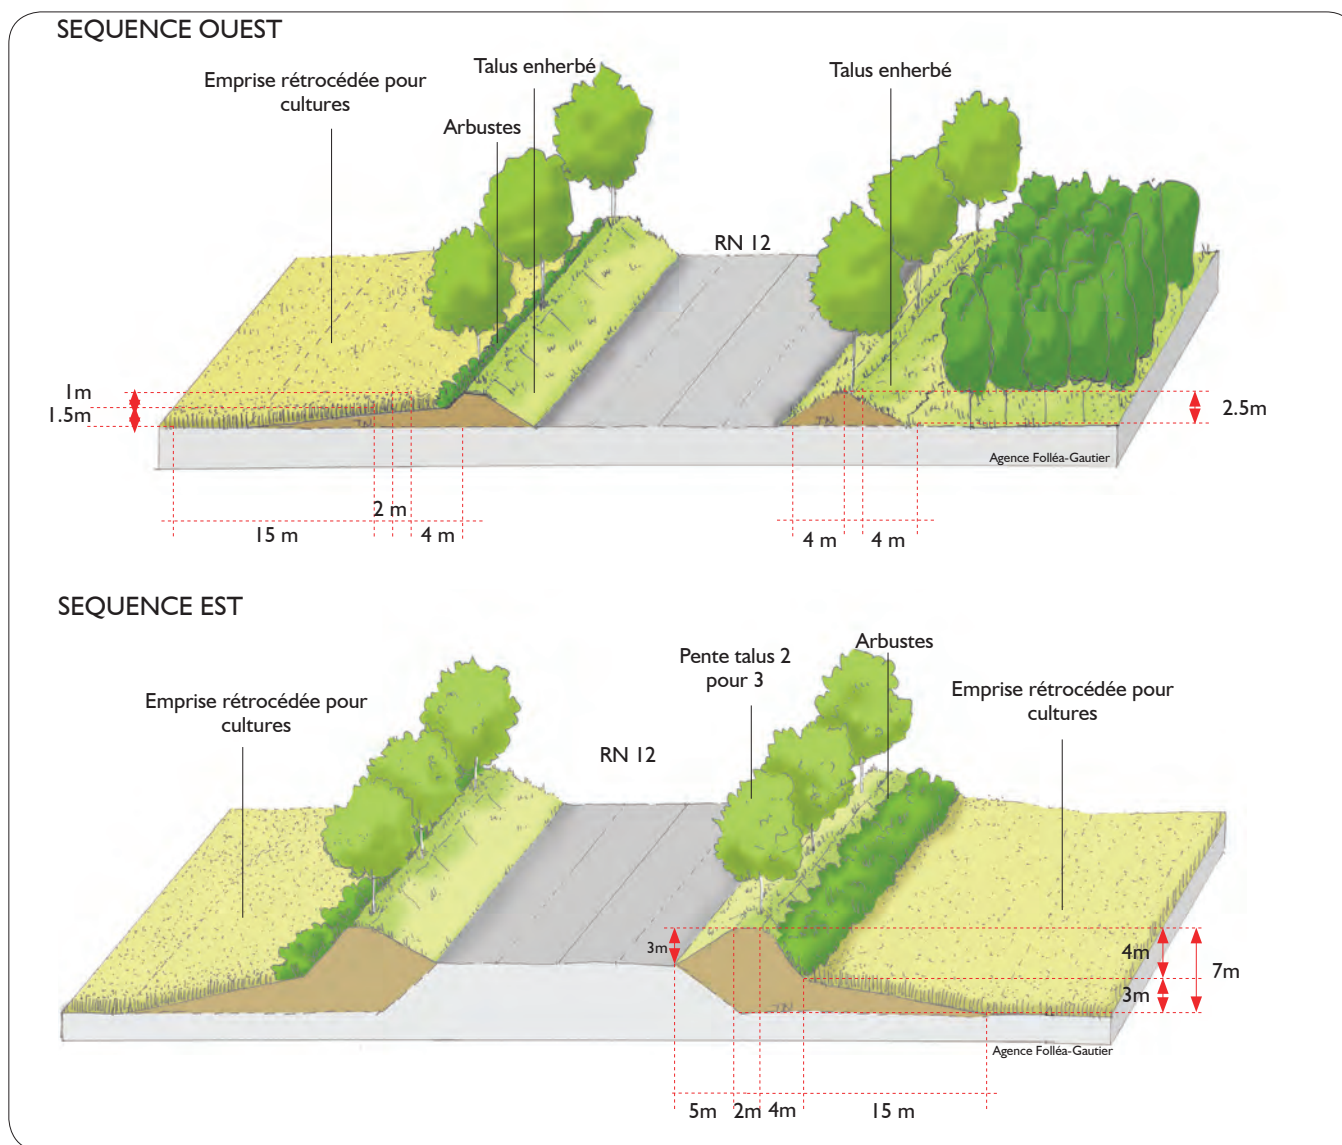 SEQUENCE OUEST
Emprise rétrocédée pour
cultures
Talus enherbé
Arbustes
Talus enherbé
RN 12
1m
1.5m
2.5m
Agence Folléa-Gautier
2 m
15 m
4 m
4 m
4 m
SEQUENCE EST
Emprise rétrocédée pour
cultures
RN 12
Pente talus 2
pour 3
Arbustes
Emprise rétrocédée pour
cultures
3m
4m
7m
3m
Agence Folléa-Gautier
5m
2m
4m
15 m